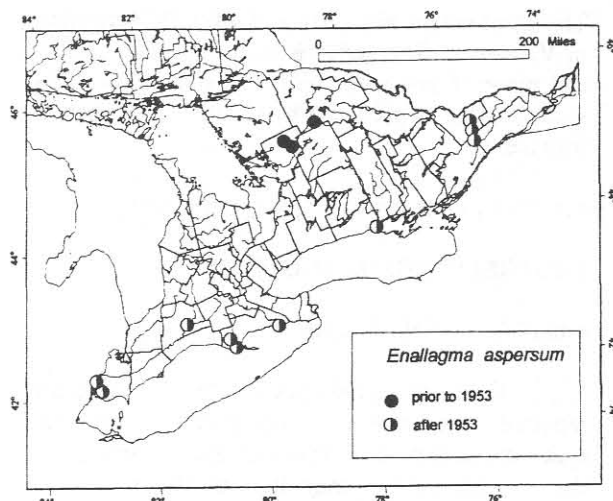 84° 82° 80° 78° 76° 74°
0 200 Miles
46°
44°
42°
Enallagma aspersum
prior to 1953
after 1953
80° 78° 76°